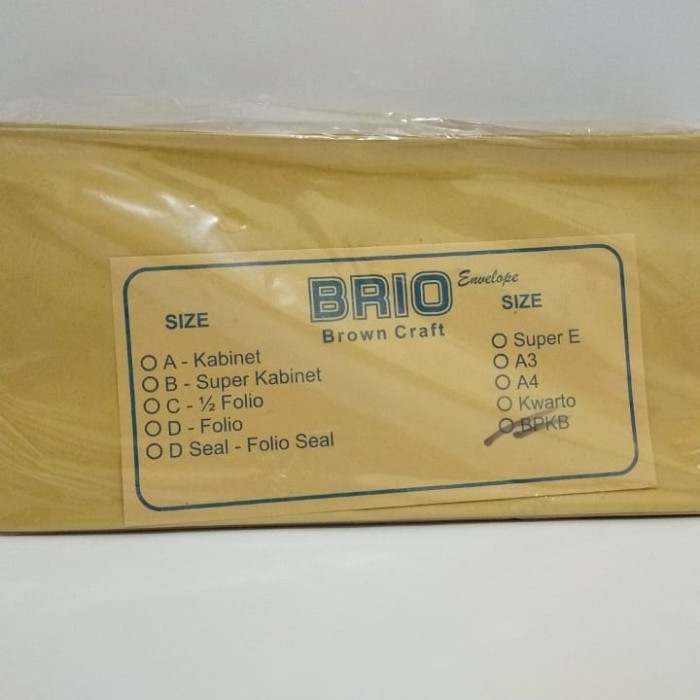 BRIO Envelope
Brown Craft
SIZE
A - Kabinet
B - Super Kabinet
C - ½ Folio
D - Folio
D Seal - Folio Seal
SIZE
Super E
A3
A4
Kwarto
BPKB